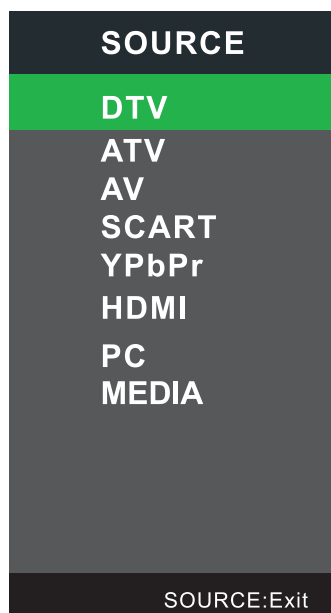 SOURCE
DTV
ATV
AV
SCART
YPbPr
HDMI
PC
MEDIA
SOURCE:Exit